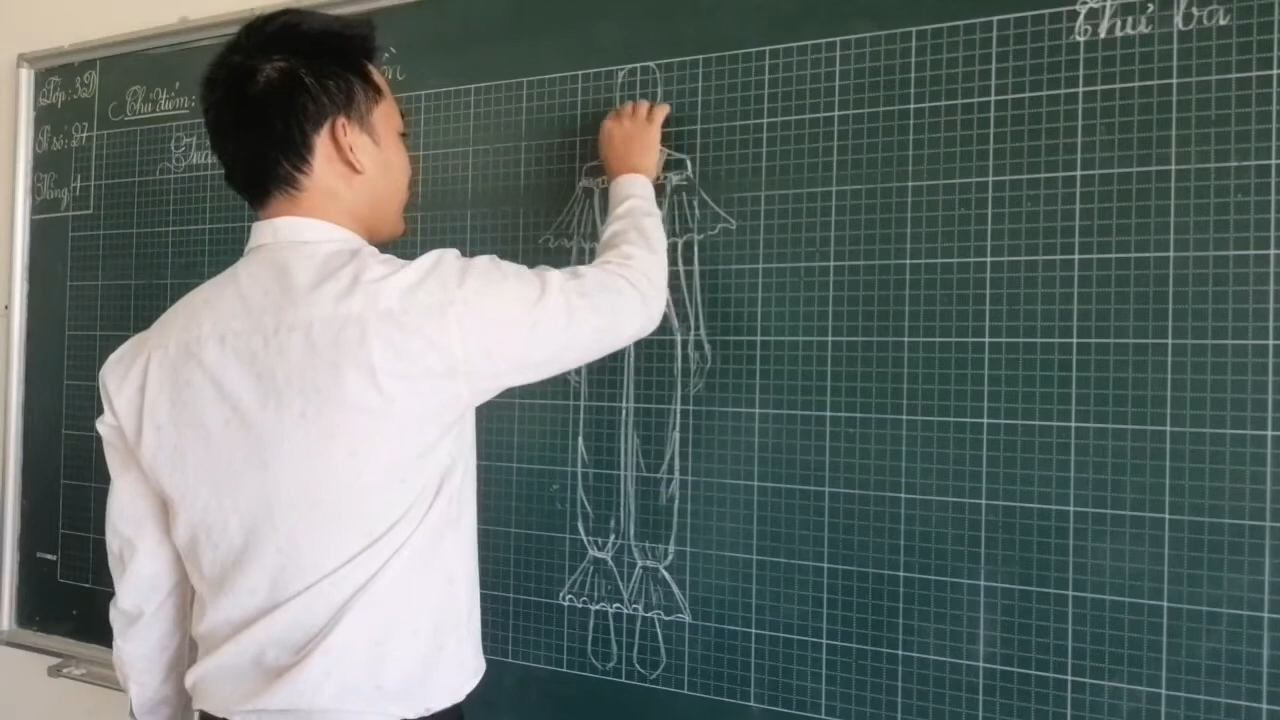 Thứ ba
Lớp: 3D
Chủ điểm:
Sĩ số: 27
Vắng: 1